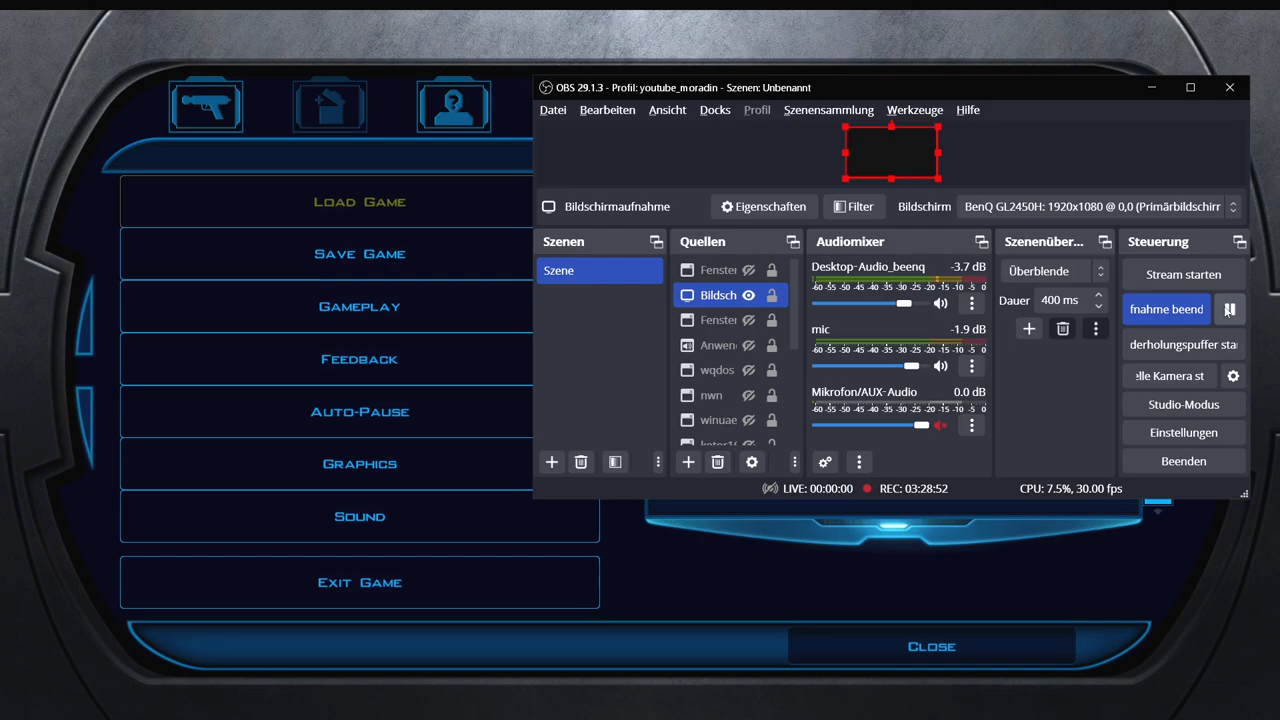 OBS 29.1.3 - Profil: youtube_moradin - Szenen: Unbenannt
Datei Bearbeiten Ansicht Docks Profil Szenensammlung Werkzeuge Hilfe
Bildschirmaufnahme Eigenschaften Filter Bildschirm BenQ GL2450H: 1920x1080 @ 0,0 (Primärbildschirr
Szenen
Szene
Quellen
Fenster
Bildsch
Fenster
Anwen
wqdos
nwn
winuae
Audiomixer
Desktop-Audio_beenq -3.7 dB
-60 -55 -50 -45 -40 -35 -30 -25 -20 -15 -10 -5 0
mic -1.9 dB
-60 -55 -50 -45 -40 -35 -30 -25 -20 -15 -10 -5 0
Mikrofon/AUX-Audio 0.0 dB
-60 -55 -50 -45 -40 -35 -30 -25 -20 -15 -10 -5 0
Szenenüber...
Überblende
Dauer 400 ms
Steuerung
Stream starten
fnahme beend
derholungspuffer sta
elle Kamera st
Studio-Modus
Einstellungen
Beenden
LIVE: 00:00:00 REC: 03:28:52 CPU: 7.5%, 30.00 fps
Load Game
Save Game
Gameplay
Feedback
Auto-Pause
Graphics
Sound
Exit Game
Close